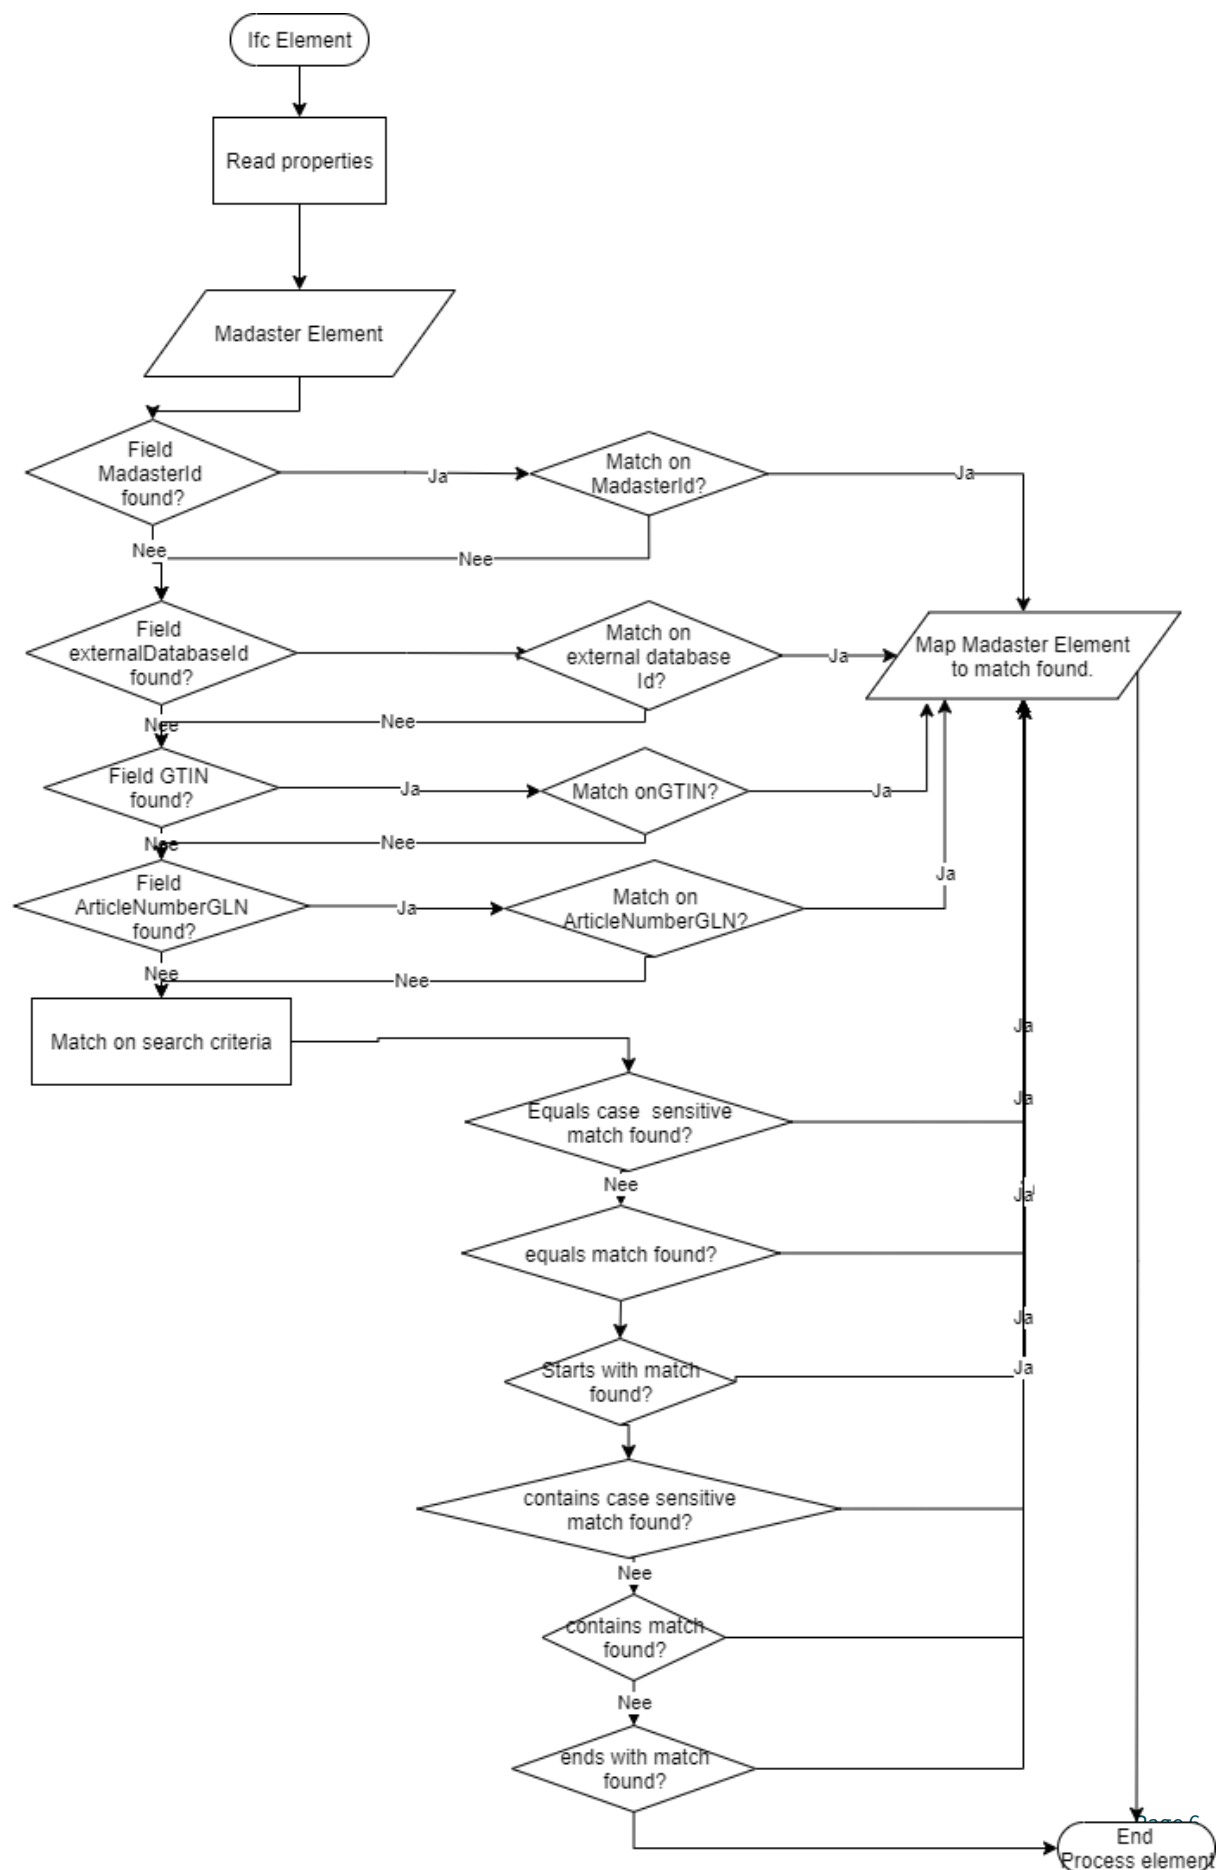 Ifc Element
Read properties
Madaster Element
Field
MadasterId
found?
Ja
Match on
MadasterId?
Ja
Nee
Nee
Field
externalDatabaseId
found?
Match on
external database
Id?
Ja
Map Madaster Element
to match found.
Nee
Nee
Field GTIN
found?
Ja
Match onGTIN?
Ja
Nee
Nee
Field
ArticleNumberGLN
found?
Ja
Match on
ArticleNumberGLN?
Ja
Nee
Nee
Match on search criteria
Ja
Equals case  sensitive
match found?
Ja
Nee
Ja
equals match found?
Ja
Starts with match
found?
Ja
contains case sensitive
match found?
Nee
contains match
found?
Nee
ends with match
found?
Page 6
End
Process element